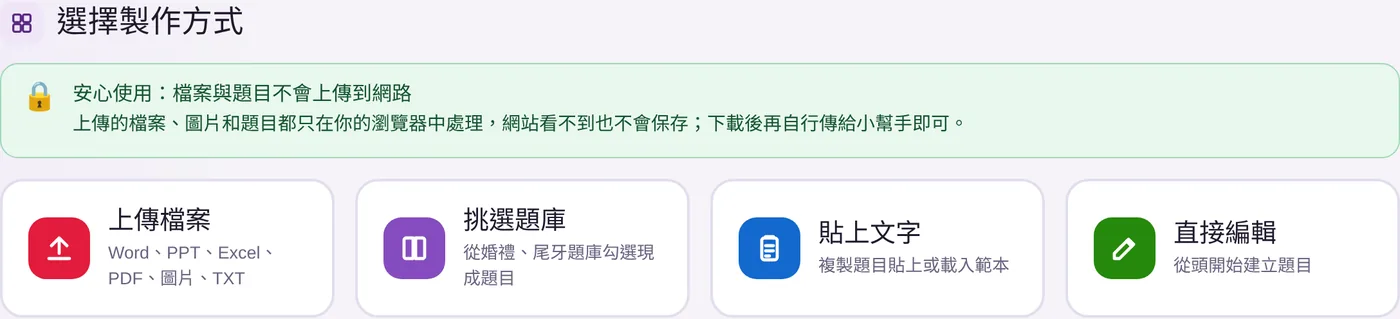 選擇製作方式
安心使用：檔案與題目不會上傳到網路
上傳的檔案、圖片和題目都只在你的瀏覽器中處理，網站看不到也不會保存；下載後再自行傳給小幫手即可。
上傳檔案
Word、PPT、Excel、
PDF、圖片、TXT
挑選題庫
從婚禮、尾牙題庫勾選現
成題目
貼上文字
複製題目貼上或載入範本
直接編輯
從頭開始建立題目